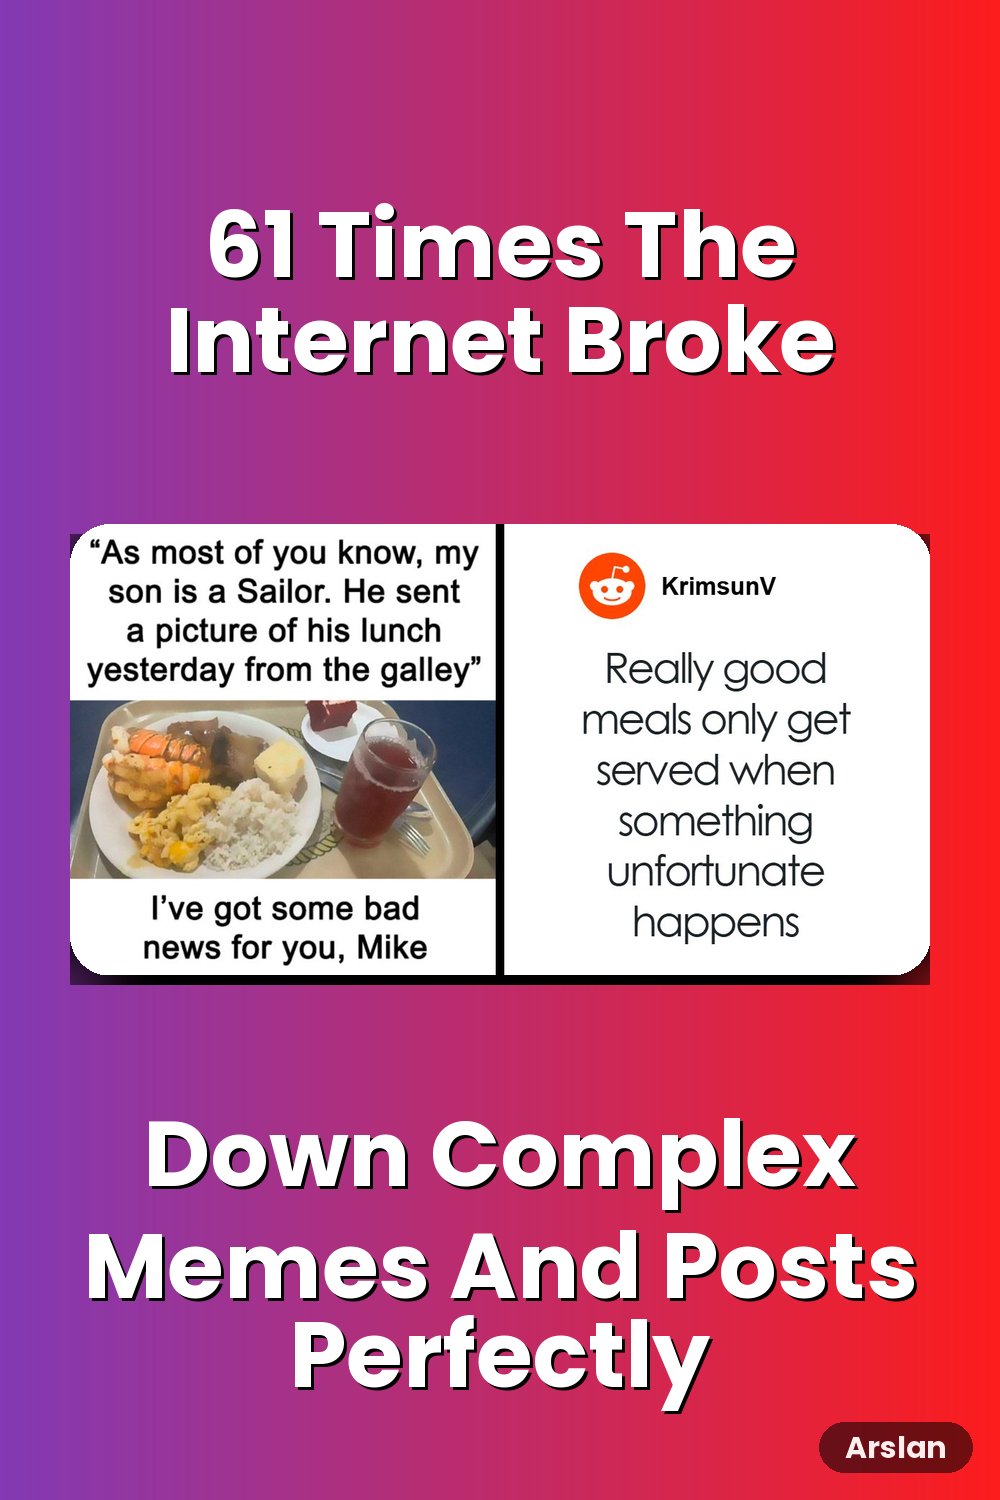 61 Times The
Internet Broke
“As most of you know, my
son is a Sailor. He sent
a picture of his lunch
yesterday from the galley”
I’ve got some bad
news for you, Mike
KrimsunV
Really good
meals only get
served when
something
unfortunate
happens
Down Complex
Memes And Posts
Perfectly
Arslan